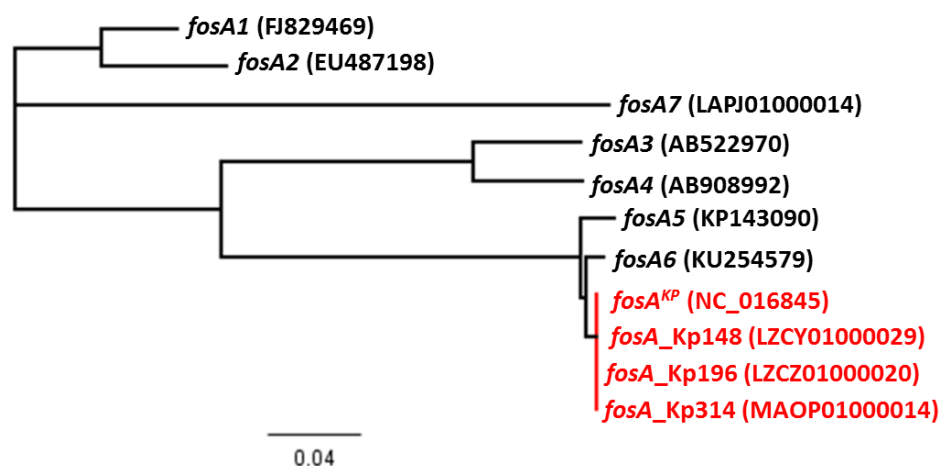 fosA1 (FJ829469)
fosA2 (EU487198)
fosA7 (LAPJ01000014)
fosA3 (AB522970)
fosA4 (AB908992)
fosA5 (KP143090)
fosA6 (KU254579)
fosAᴷᴾ (NC_016845)
fosA_Kp148 (LZCY01000029)
fosA_Kp196 (LZCZ01000020)
fosA_Kp314 (MAOP01000014)
0.04